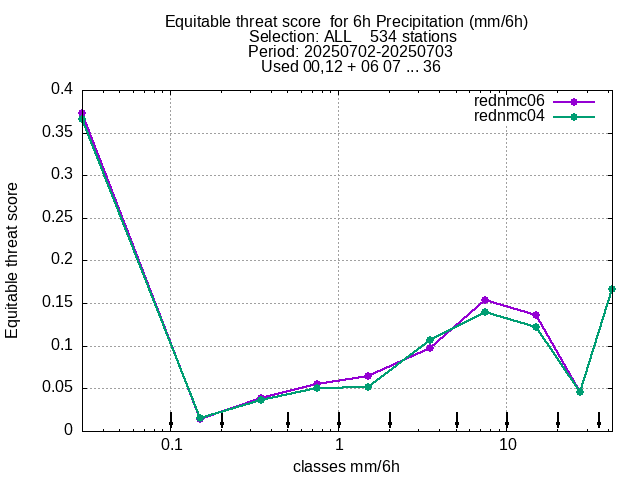 Equitable threat score  for 6h Precipitation (mm/6h)
Selection: ALL    534 stations
Period: 20250702-20250703
Used 00,12 + 06 07 ... 36
rednmc06
rednmc04
0.4
0.35
0.3
0.25
0.2
0.15
0.1
0.05
0
Equitable threat score
0.1
1
10
classes mm/6h